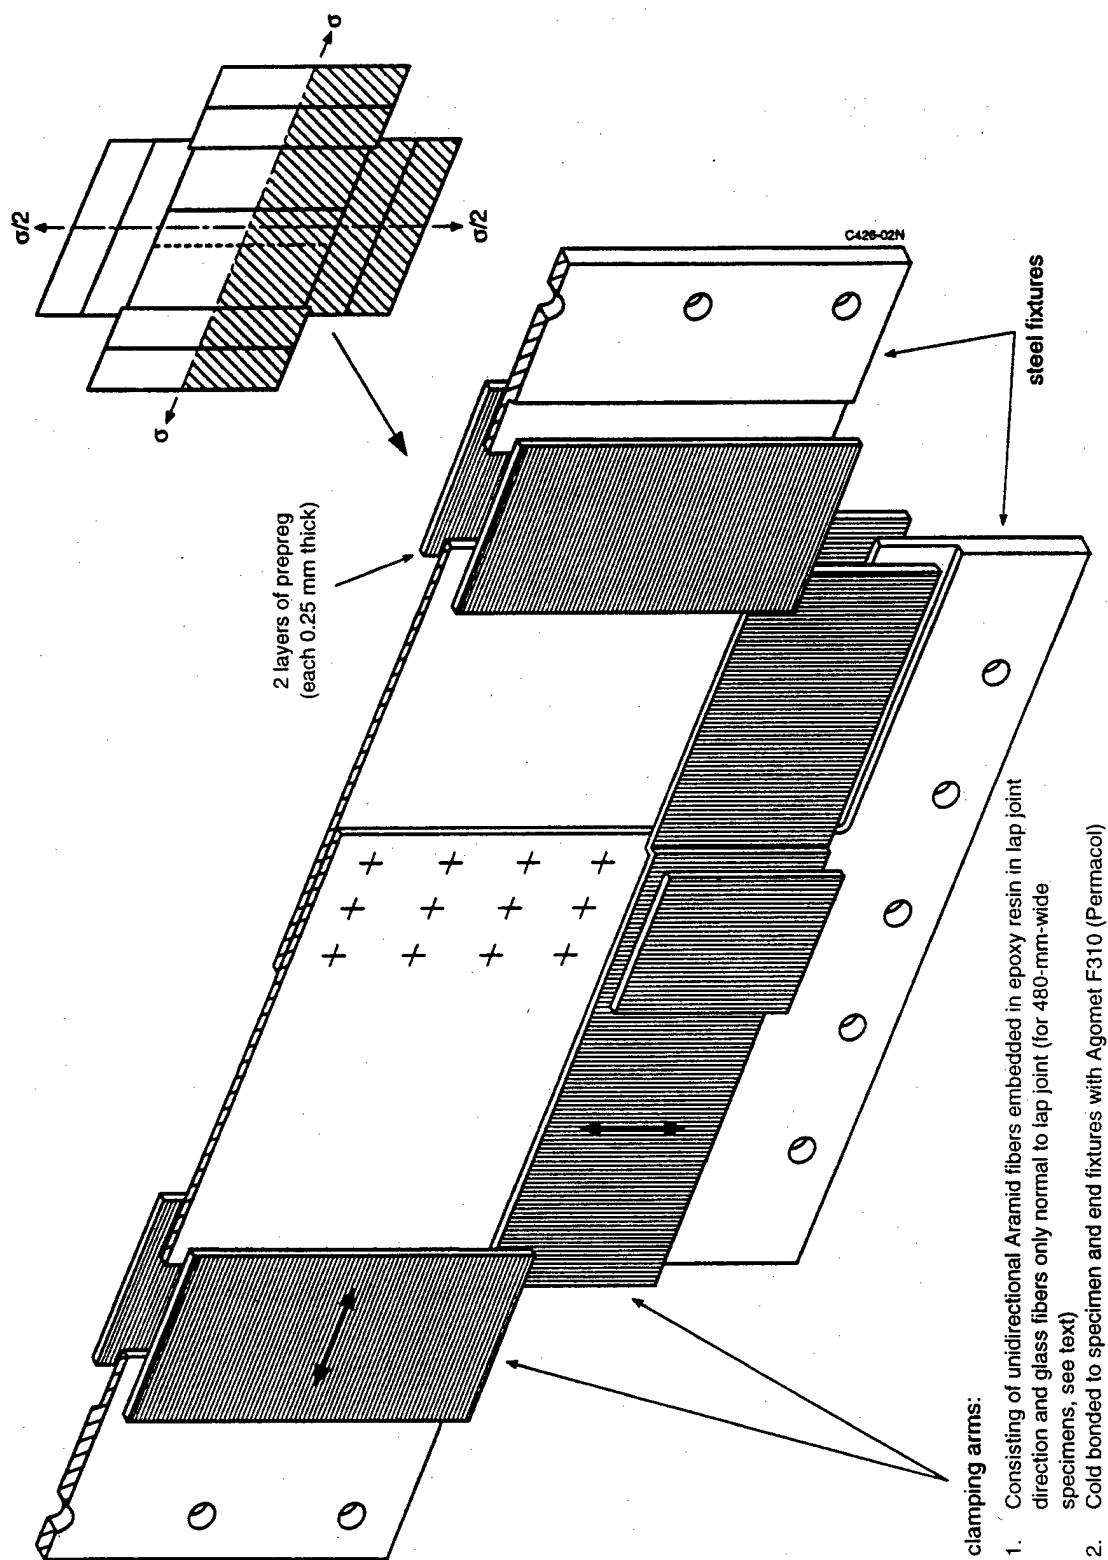 σ
σ/2
σ/2
σ
2 layers of prepreg
(each 0.25 mm thick)
C426-02N
steel fixtures
clamping arms:
1. Consisting of unidirectional Aramid fibers embedded in epoxy resin in lap joint
direction and glass fibers only normal to lap joint (for 480-mm-wide
specimens, see text)
2. Cold bonded to specimen and end fixtures with Agomet F310 (Permacol)